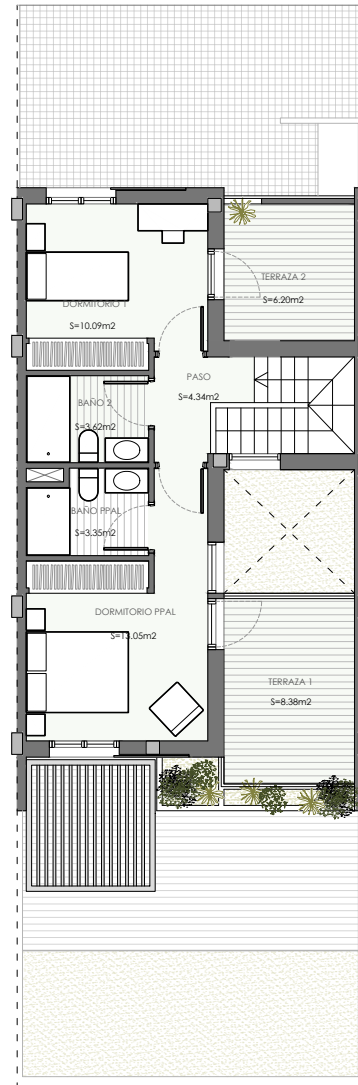 TERRAZA 2
S=6.20m2
DORMITORIO 1
S=10.09m2
PASO
S=4.34m2
BAÑO 2
S=3.62m2
BAÑO PPAL
S=3.35m2
DORMITORIO PPAL
S=13.05m2
TERRAZA 1
S=8.38m2